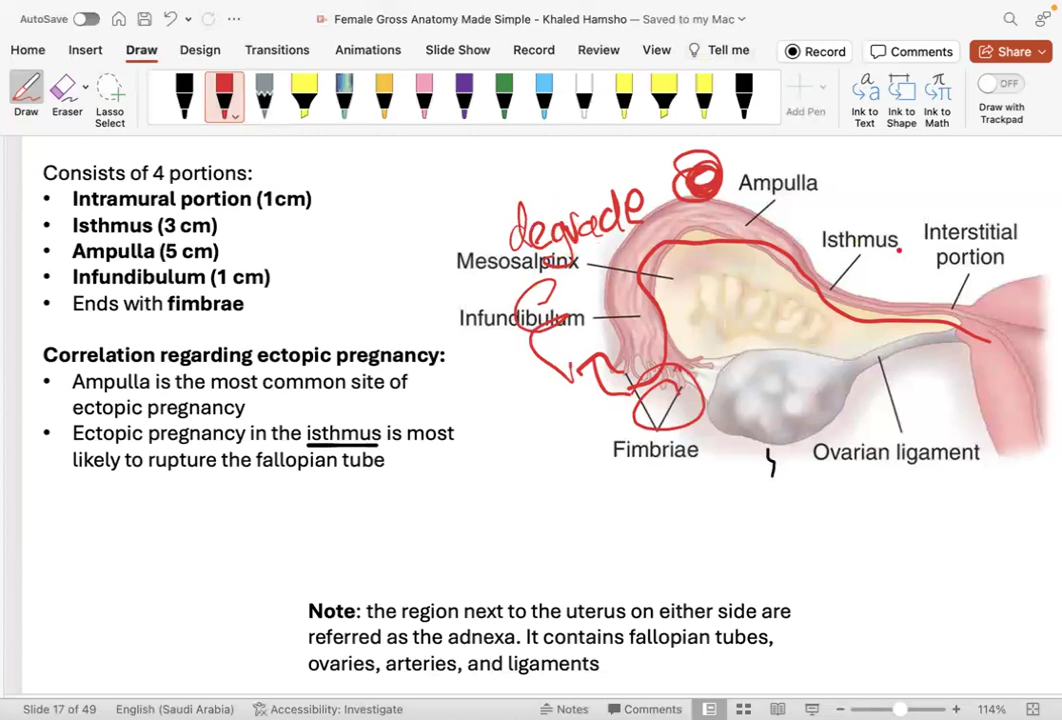 AutoSave
Female Gross Anatomy Made Simple - Khaled Hamsho — Saved to my Mac
Home Insert Draw Design Transitions Animations Slide Show Record Review View Tell me Record Comments Share
Draw Eraser Lasso Select Add Pen Ink to Text Ink to Shape Ink to Math OFF Draw with Trackpad
Consists of 4 portions:
• Intramural portion (1cm)
• Isthmus (3 cm)
• Ampulla (5 cm)
• Infundibulum (1 cm)
• Ends with fimbrae
Correlation regarding ectopic pregnancy:
• Ampulla is the most common site of
ectopic pregnancy
• Ectopic pregnancy in the isthmus is most
likely to rupture the fallopian tube
degrade
Ampulla
Isthmus
Interstitial
portion
Mesosalpinx
Infundibulum
Fimbriae
Ovarian ligament
Note: the region next to the uterus on either side are
referred as the adnexa. It contains fallopian tubes,
ovaries, arteries, and ligaments
Slide 17 of 49 English (Saudi Arabia) Accessibility: Investigate Notes Comments 114%